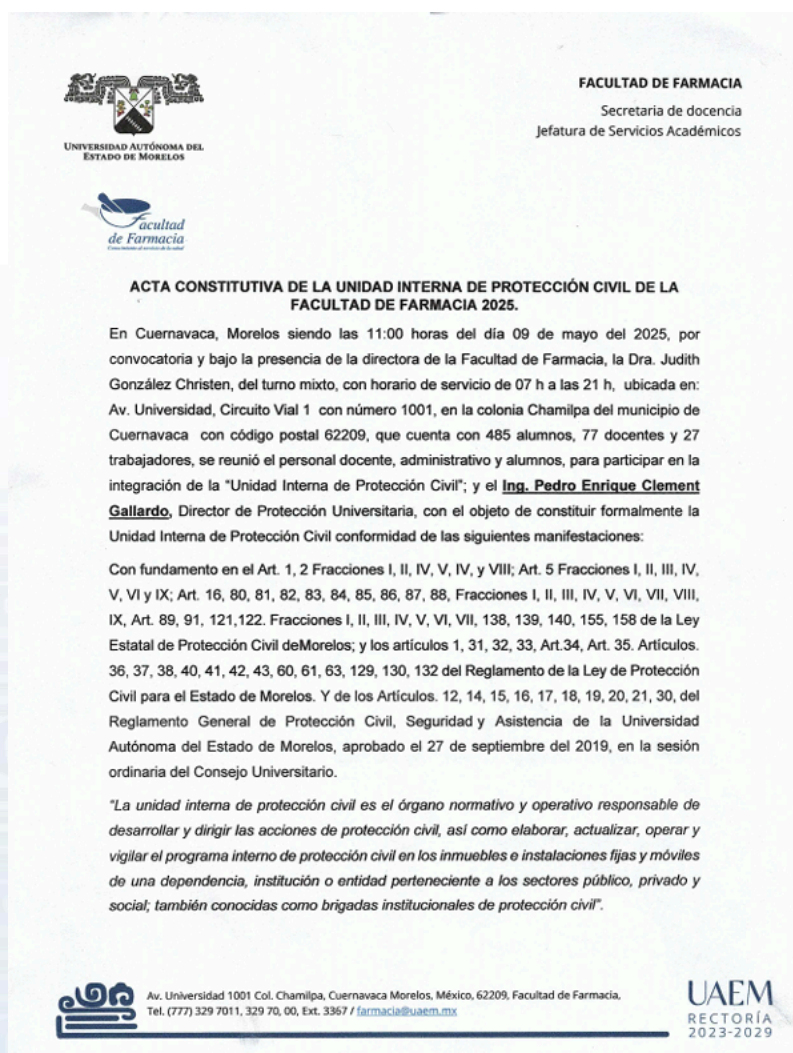 FACULTAD DE FARMACIA
Secretaria de docencia
Jefatura de Servicios Académicos
UNIVERSIDAD AUTÓNOMA DEL
ESTADO DE MORELOS
Facultad
de Farmacia
ACTA CONSTITUTIVA DE LA UNIDAD INTERNA DE PROTECCIÓN CIVIL DE LA
FACULTAD DE FARMACIA 2025.
En Cuernavaca, Morelos siendo las 11:00 horas del día 09 de mayo del 2025, por
convocatoria y bajo la presencia de la directora de la Facultad de Farmacia, la Dra. Judith
González Christen, del turno mixto, con horario de servicio de 07 h a las 21 h, ubicada en:
Av. Universidad, Circuito Vial 1 con número 1001, en la colonia Chamilpa del municipio de
Cuernavaca con código postal 62209, que cuenta con 485 alumnos, 77 docentes y 27
trabajadores, se reunió el personal docente, administrativo y alumnos, para participar en la
integración de la "Unidad Interna de Protección Civil"; y el Ing. Pedro Enrique Clement
Gallardo, Director de Protección Universitaria, con el objeto de constituir formalmente la
Unidad Interna de Protección Civil conformidad de las siguientes manifestaciones:
Con fundamento en el Art. 1, 2 Fracciones I, II, IV, V, IV, y VIII; Art. 5 Fracciones I, II, III, IV,
V, VI y IX; Art. 16, 80, 81, 82, 83, 84, 85, 86, 87, 88, Fracciones I, II, III, IV, V, VI, VII, VIII,
IX, Art. 89, 91, 121,122. Fracciones I, II, III, IV, V, VI, VII, 138, 139, 140, 155, 158 de la Ley
Estatal de Protección Civil deMorelos; y los artículos 1, 31, 32, 33, Art.34, Art. 35. Artículos.
36, 37, 38, 40, 41, 42, 43, 60, 61, 63, 129, 130, 132 del Reglamento de la Ley de Protección
Civil para el Estado de Morelos. Y de los Artículos. 12, 14, 15, 16, 17, 18, 19, 20, 21, 30, del
Reglamento General de Protección Civil, Seguridad y Asistencia de la Universidad
Autónoma del Estado de Morelos, aprobado el 27 de septiembre del 2019, en la sesión
ordinaria del Consejo Universitario.
"La unidad interna de protección civil es el órgano normativo y operativo responsable de
desarrollar y dirigir las acciones de protección civil, así como elaborar, actualizar, operar y
vigilar el programa interno de protección civil en los inmuebles e instalaciones fijas y móviles
de una dependencia, institución o entidad perteneciente a los sectores público, privado y
social; también conocidas como brigadas institucionales de protección civil".
Av. Universidad 1001 Col. Chamilpa, Cuernavaca Morelos, México, 62209, Facultad de Farmacia,
Tel. (777) 329 7011, 329 70, 00, Ext. 3367 / farmacia@uaem.mx
UAEM
RECTORÍA
2023-2029